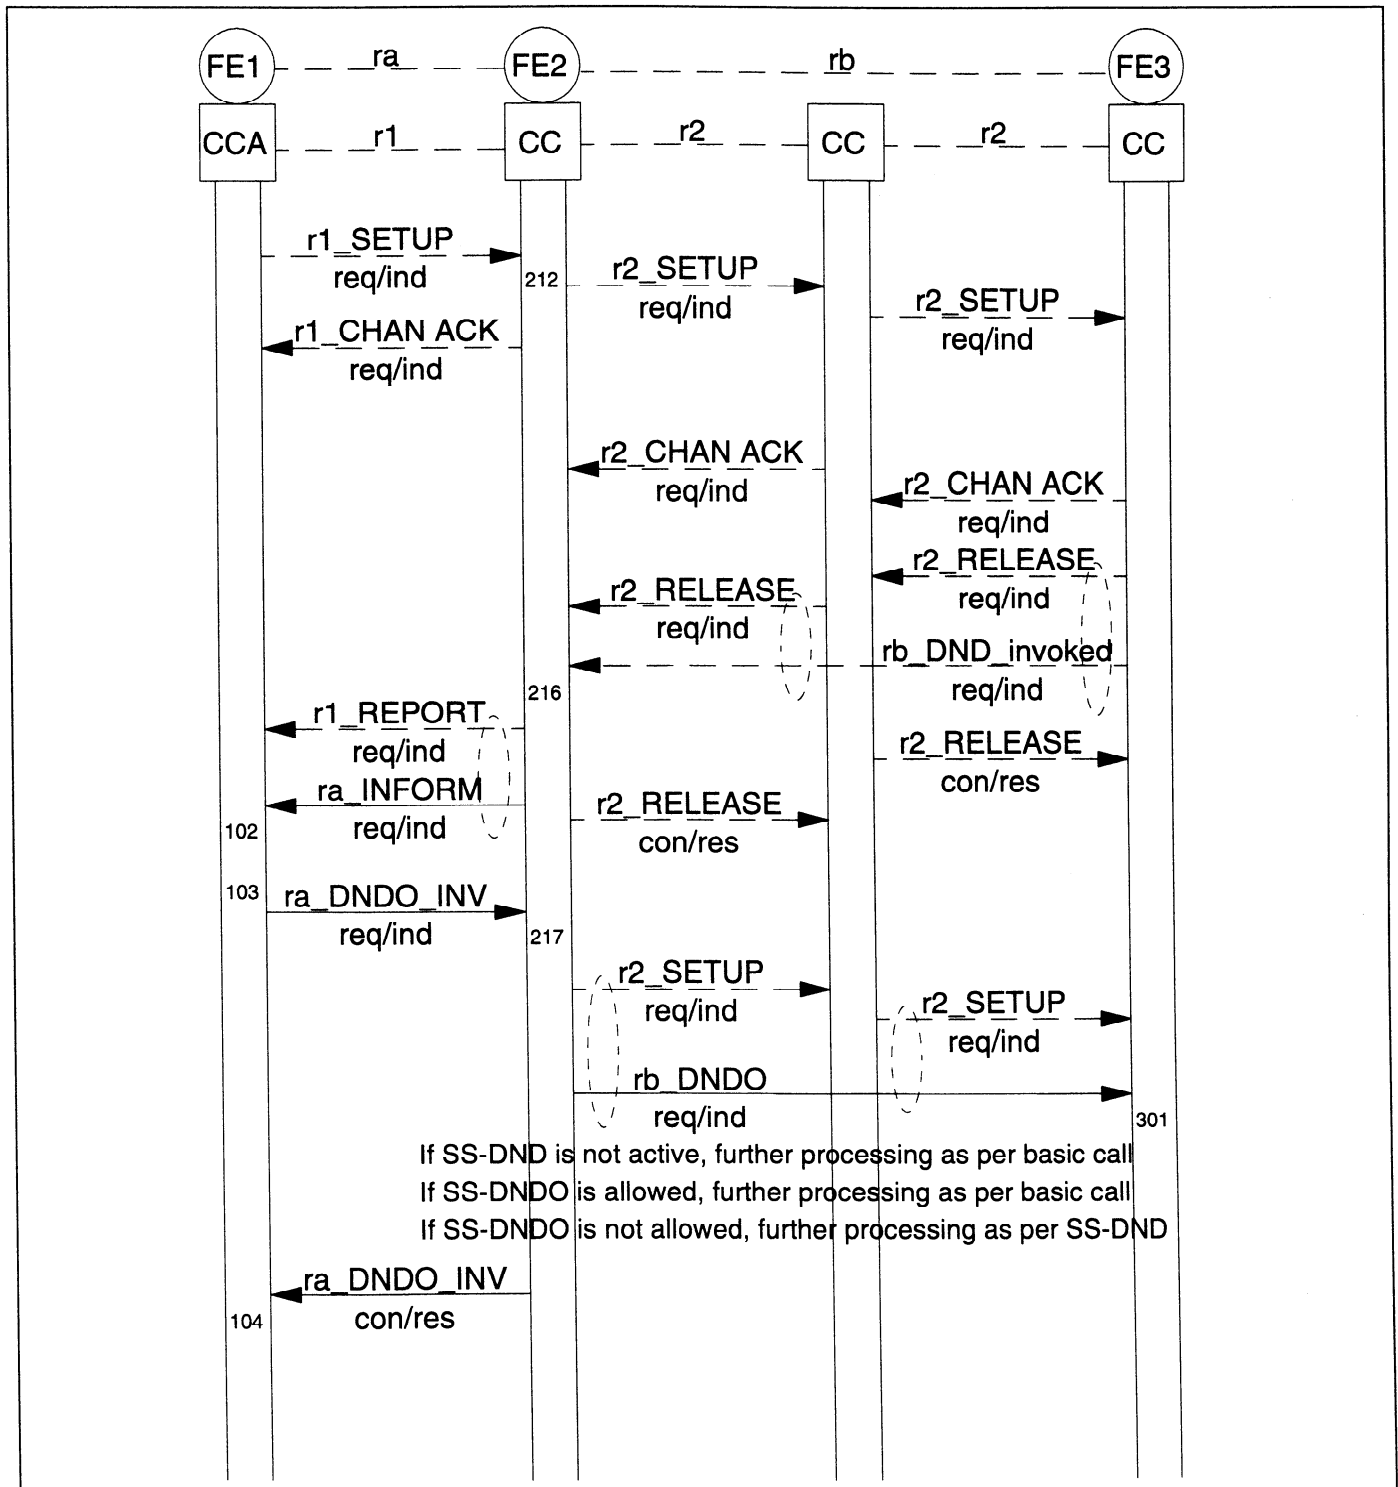 FE1 ra FE2 rb FE3
CCA r1 CC r2 CC r2 CC
r1_SETUP
req/ind
212
r2_SETUP
req/ind
r2_SETUP
req/ind
r1_CHAN ACK
req/ind
r2_CHAN ACK
req/ind
r2_CHAN ACK
req/ind
r2_RELEASE
req/ind
r2_RELEASE
req/ind
rb_DND_invoked
req/ind
216
r1_REPORT
req/ind
r2_RELEASE
con/res
ra_INFORM
req/ind
102
r2_RELEASE
con/res
103
ra_DNDO_INV
req/ind
217
r2_SETUP
req/ind
r2_SETUP
req/ind
rb_DNDO
req/ind
301
If SS-DND is not active, further processing as per basic call
If SS-DNDO is allowed, further processing as per basic call
If SS-DNDO is not allowed, further processing as per SS-DND
ra_DNDO_INV
con/res
104